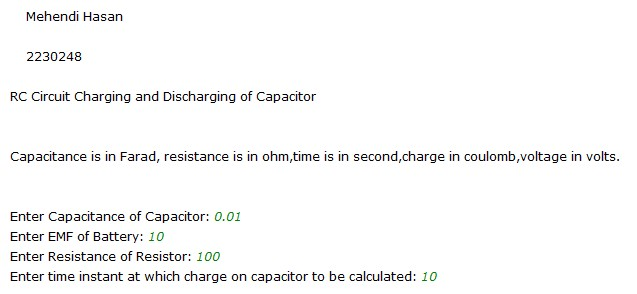 Mehendi Hasan
2230248
RC Circuit Charging and Discharging of Capacitor
Capacitance is in Farad, resistance is in ohm,time is in second,charge in coulomb,voltage in volts.
Enter Capacitance of Capacitor: 0.01
Enter EMF of Battery: 10
Enter Resistance of Resistor: 100
Enter time instant at which charge on capacitor to be calculated: 10